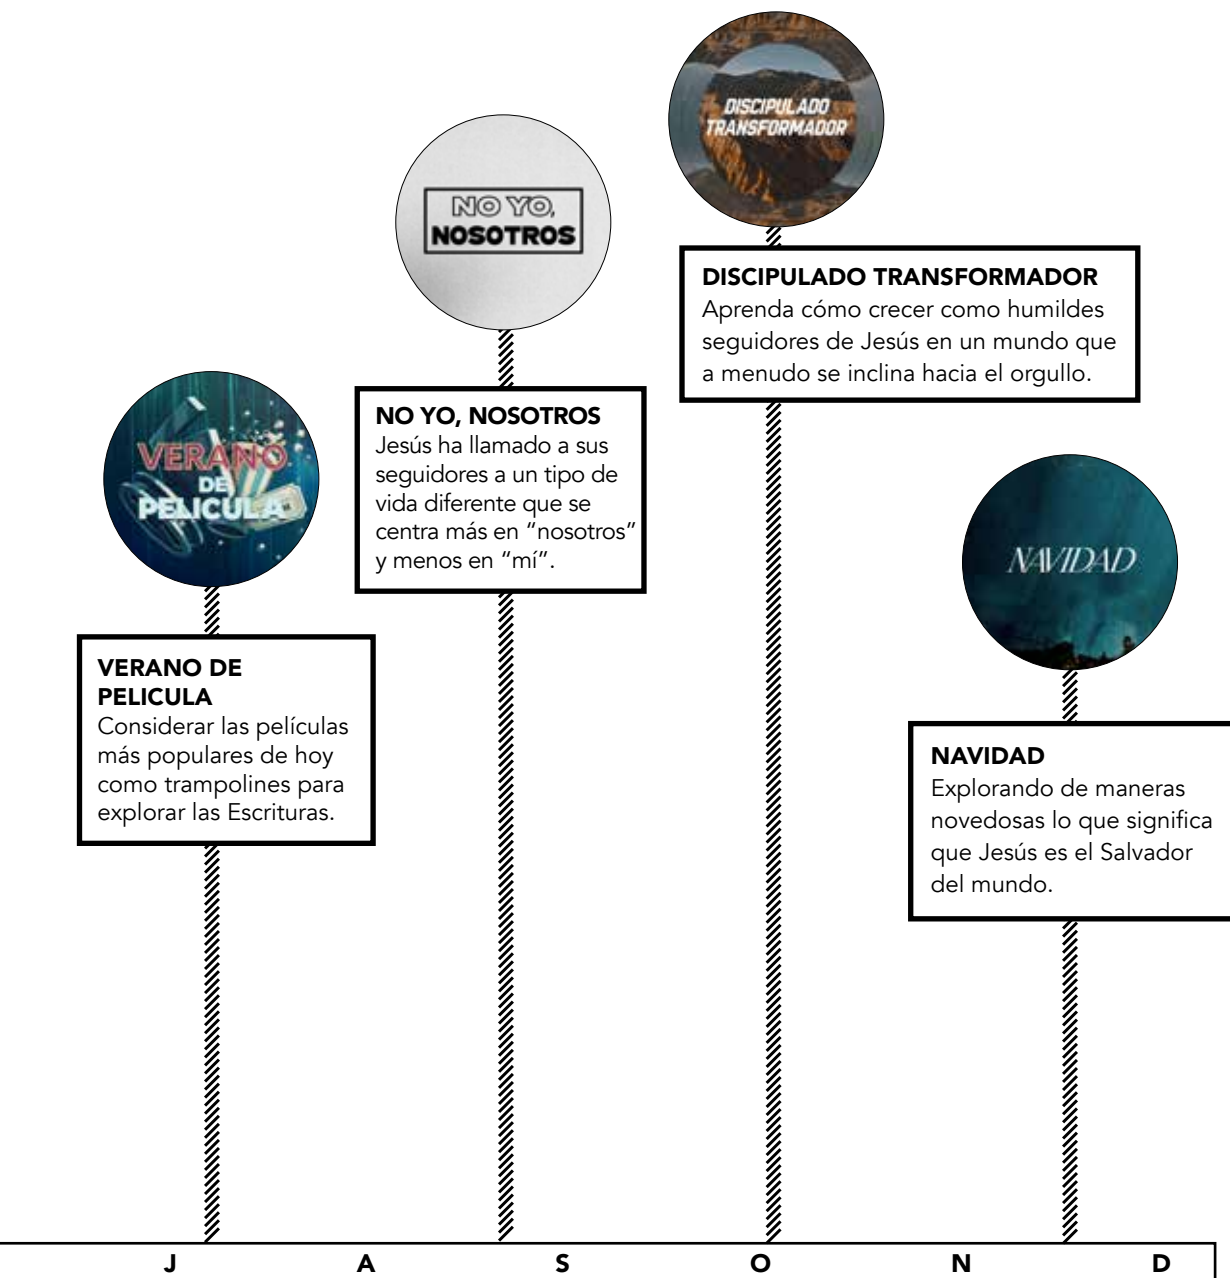 DISCIPULADO
TRANSFORMADOR
NO YO,
NOSOTROS
DISCIPULADO TRANSFORMADOR
Aprenda cómo crecer como humildes
seguidores de Jesús en un mundo que
a menudo se inclina hacia el orgullo.
VERANO
DE
PELICULA
NO YO, NOSOTROS
Jesús ha llamado a sus
seguidores a un tipo de
vida diferente que se
centra más en “nosotros”
y menos en “mí”.
NAVIDAD
VERANO DE
PELICULA
Considerar las películas
más populares de hoy
como trampolines para
explorar las Escrituras.
NAVIDAD
Explorando de maneras
novedosas lo que significa
que Jesús es el Salvador
del mundo.
J A S O N D